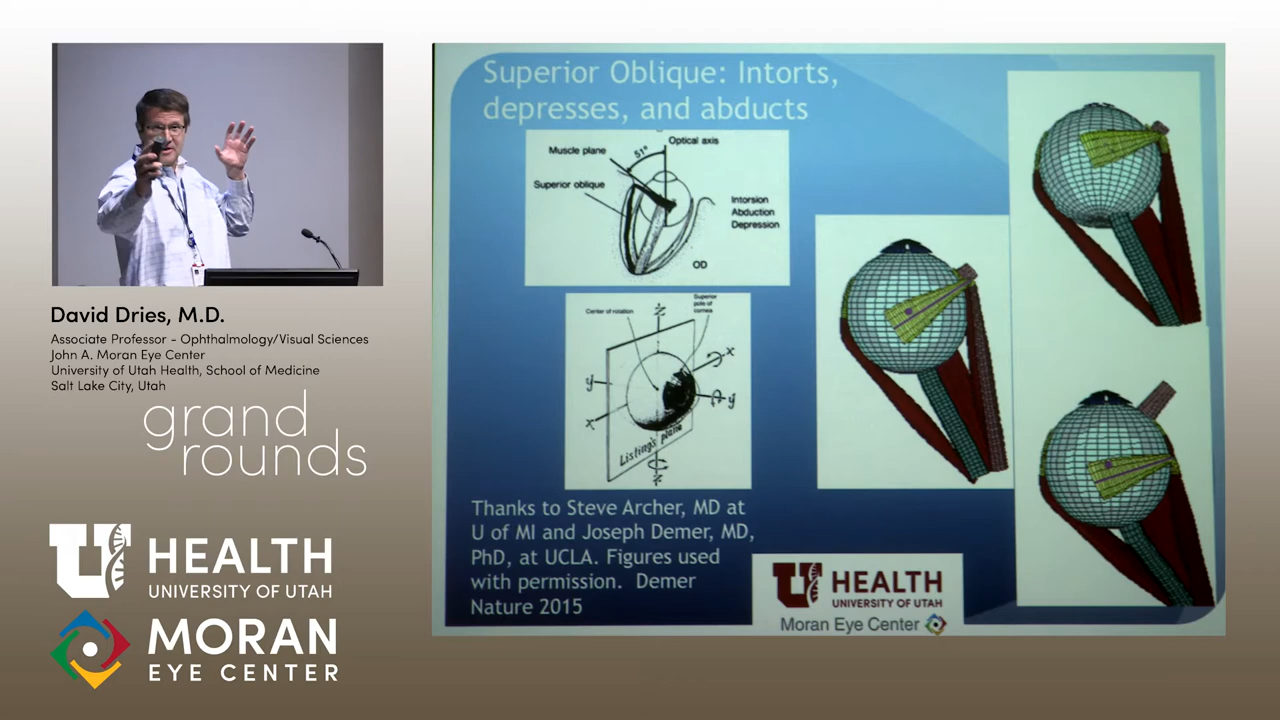 David Dries, M.D.
Associate Professor - Ophthalmology/Visual Sciences
John A. Moran Eye Center
University of Utah Health, School of Medicine
Salt Lake City, Utah
grand
rounds
U HEALTH
UNIVERSITY OF UTAH
MORAN
EYE CENTER
Superior Oblique: Intorts,
depresses, and abducts
Optical axis
51°
Muscle plane
Superior oblique
Intorsion
Abduction
Depression
OD
Center of rotation
Superior
pole of
cornea
z
x
y
y
x
Listing's plane
z
Thanks to Steve Archer, MD at
U of MI and Joseph Demer, MD,
PhD, at UCLA. Figures used
with permission. Demer
Nature 2015
U HEALTH
UNIVERSITY OF UTAH
Moran Eye Center